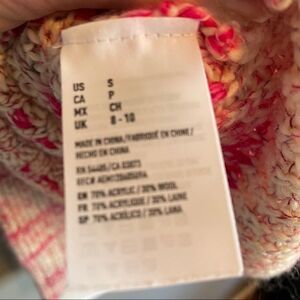 US S
CA P
MX CH
UK 8 - 10
MADE IN CHINA / FABRIQUÉ EN CHINE /
HECHO EN CHINA
EN 70% ACRYLIC / 30% WOOL
FR 70% ACRYLIQUE / 30% LAINE
SP 70% ACRÍLICO / 30% LANA